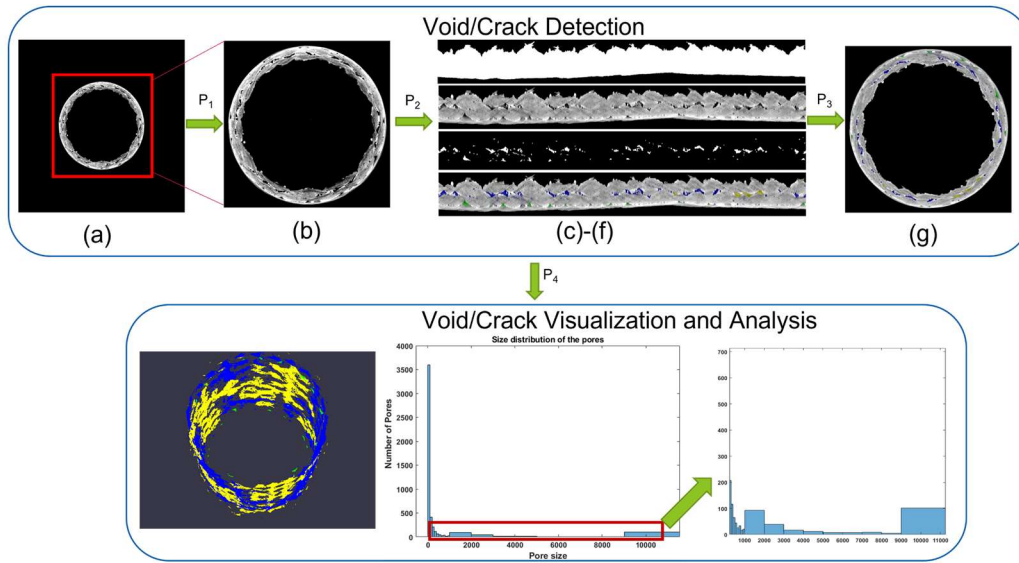 Void/Crack Detection
P1
P2
P3
(a)
(b)
(c)-(f)
(g)
P4
Void/Crack Visualization and Analysis
Size distribution of the pores
Number of Pores
4000
3500
3000
2500
2000
1500
1000
500
0
0 2000 4000 6000 8000 10000
Pore size
700
600
500
400
300
200
100
0
1000 2000 3000 4000 5000 6000 7000 8000 9000 10000 11000